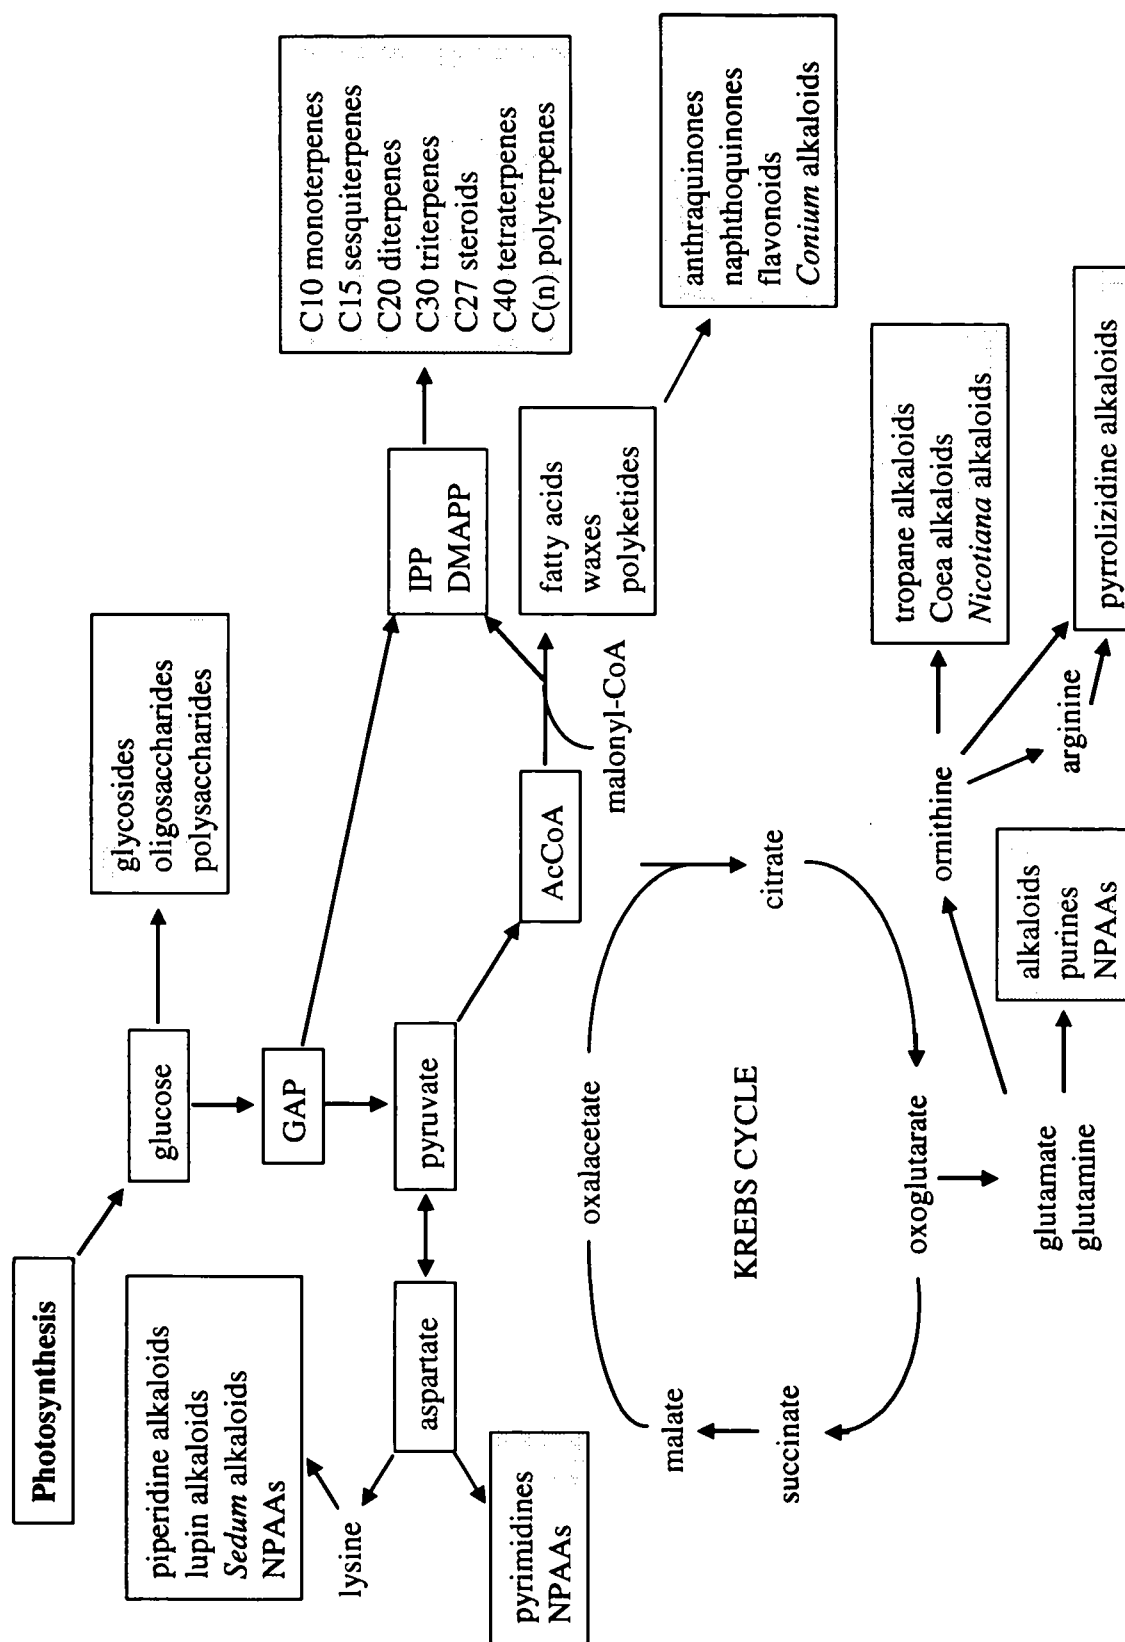 Photosynthesis
glucose
glycosides
oligosaccharides
polysaccharides
GAP
piperidine alkaloids
lupin alkaloids
Sedum alkaloids
NPAAs
lysine
aspartate
pyruvate
IPP
DMAPP
C10 monoterpenes
C15 sesquiterpenes
C20 diterpenes
C30 triterpenes
C27 steroids
C40 tetraterpenes
C(n) polyterpenes
pyrimidines
NPAAs
AcCoA
malonyl-CoA
fatty acids
waxes
polyketides
anthraquinones
naphthoquinones
flavonoids
Conium alkaloids
oxalacetate
malate
KREBS CYCLE
citrate
succinate
oxoglutarate
glutamate
glutamine
alkaloids
purines
NPAAs
ornithine
arginine
tropane alkaloids
Coea alkaloids
Nicotiana alkaloids
pyrrolizidine alkaloids